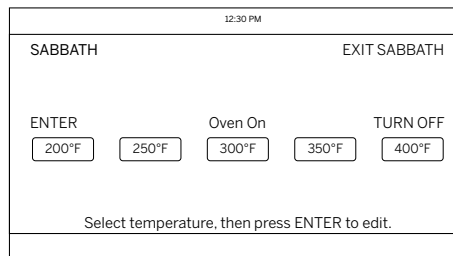 12:30 PM
SABBATH EXIT SABBATH
ENTER Oven On TURN OFF
200°F 250°F 300°F 350°F 400°F
Select temperature, then press ENTER to edit.